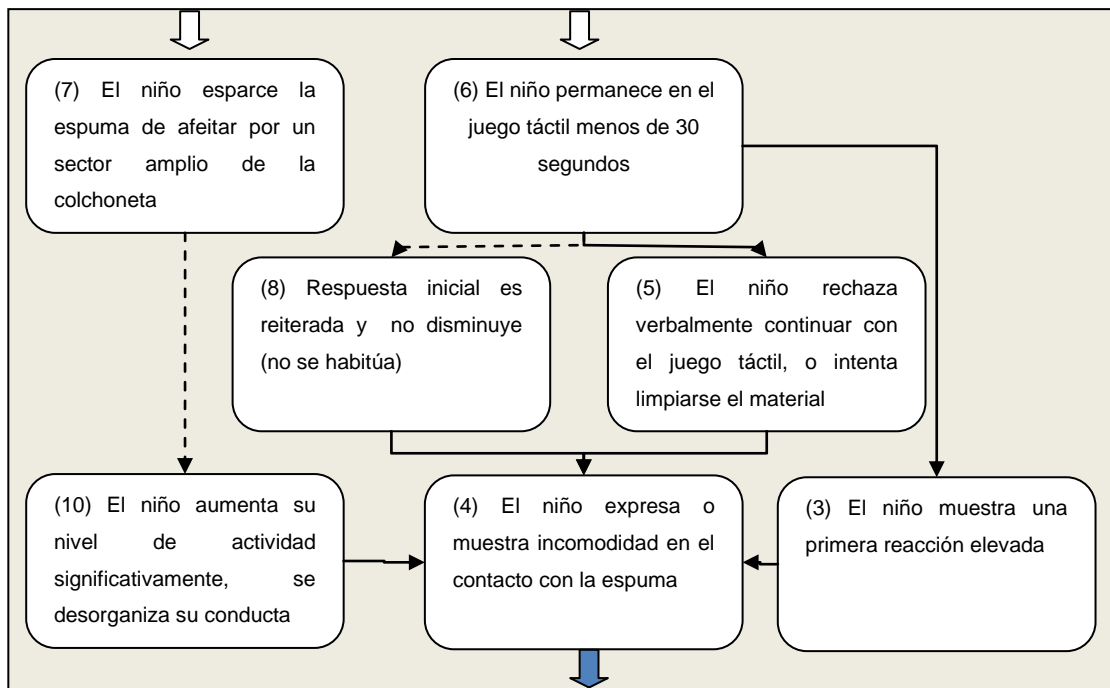 (7) El niño esparce la
espuma de afeitar por un
sector amplio de la
colchoneta
(6) El niño permanece en el
juego táctil menos de 30
segundos
(8) Respuesta inicial es
reiterada y no disminuye
(no se habitúa)
(5) El niño rechaza
verbalmente continuar con
el juego táctil, o intenta
limpiarse el material
(10) El niño aumenta su
nivel de actividad
significativamente, se
desorganiza su conducta
(4) El niño expresa o
muestra incomodidad en el
contacto con la espuma
(3) El niño muestra una
primera reacción elevada